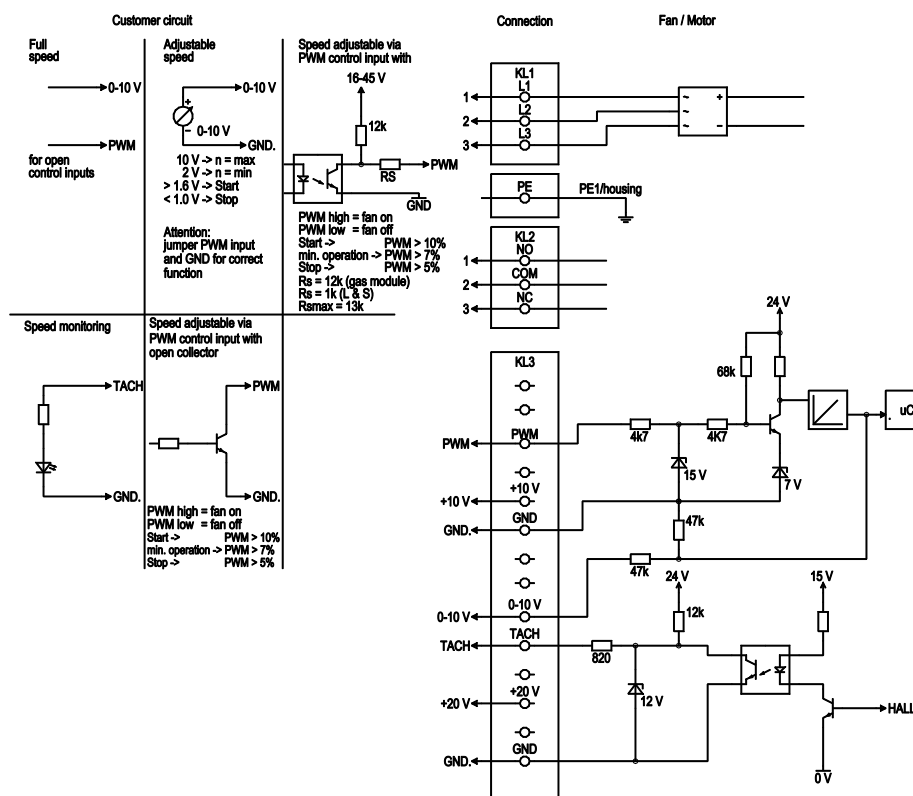 Customer circuit
Connection
Fan / Motor
Full
speed
0-10 V
PWM
for open
control inputs
Adjustable
speed
0-10 V
+
0-10 V
−
GND.
10 V -> n = max
2 V -> n = min
> 1.6 V -> Start
< 1.0 V -> Stop
Attention:
jumper PWM input
and GND for correct
function
Speed adjustable via
PWM control input with
16-45 V
12k
PWM
RS
GND
PWM high = fan on
PWM low = fan off
Start -> PWM > 10%
min. operation -> PWM > 7%
Stop -> PWM > 5%
Rs = 12k (gas module)
Rs = 1k (L & S)
Rsmax = 13k
Speed monitoring
TACH
GND.
Speed adjustable via
PWM control input with
open collector
PWM
GND.
PWM high = fan on
PWM low = fan off
Start -> PWM > 10%
min. operation -> PWM > 7%
Stop -> PWM > 5%
KL1
L1
1
L2
2
L3
3
~ +
~
~ −
PE
PE1/housing
KL2
NO
1
COM
2
NC
3
KL3
24 V
68k
uC
PWM
PWM
4k7
4K7
15 V
7 V
+10 V
+10 V
GND
GND.
47k
47k
24 V
15 V
0-10 V
0-10 V
12k
TACH
TACH
820
+20 V
+20 V
12 V
HALL
GND
GND.
0 V